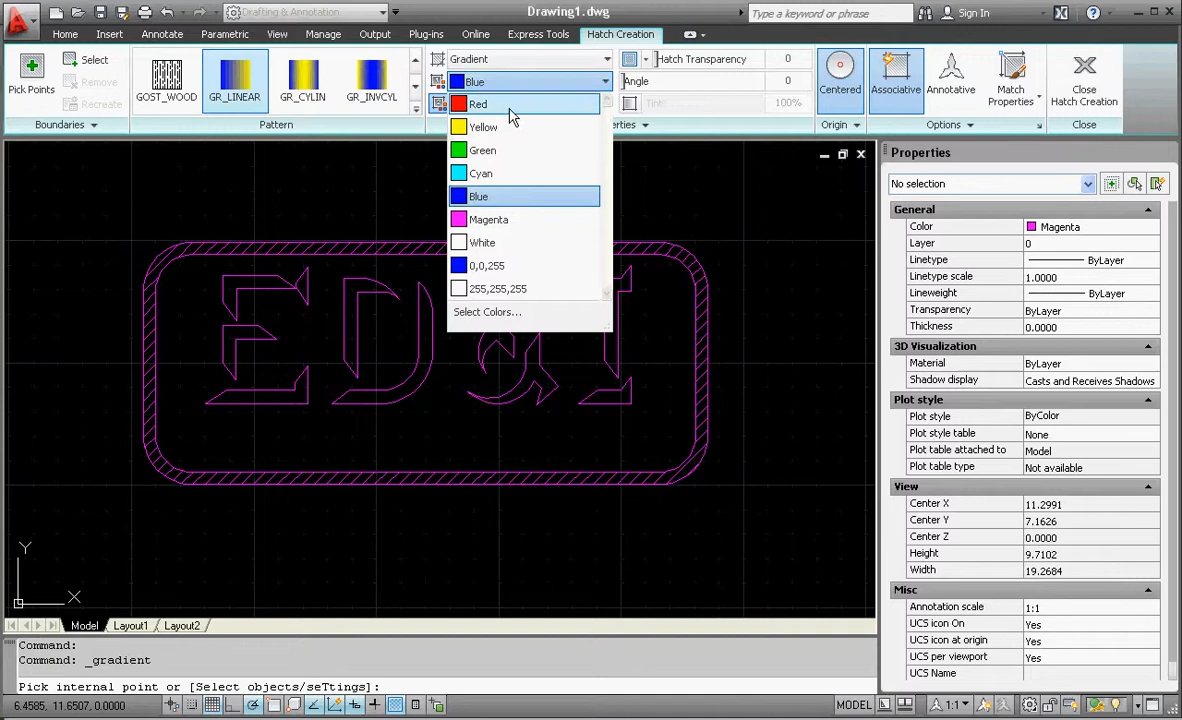 Drafting & Annotation
Drawing1.dwg
Type a keyword or phrase
Sign In
Home Insert Annotate Parametric View Manage Output Plug-ins Online Express Tools Hatch Creation
Pick Points
Select
Remove
Recreate
Boundaries
GOST_WOOD
GR_LINEAR
GR_CYLIN
GR_INVCYL
Pattern
Gradient
Blue
Red
Yellow
Green
Cyan
Blue
Magenta
White
0,0,255
255,255,255
Select Colors...
Hatch Transparency 0
Angle 0
Tint 100%
Centered
Origin
Associative
Annotative
Match Properties
Options
Close Hatch Creation
Close
EDGI
Y
X
Properties
No selection
General
Color Magenta
Layer 0
Linetype ByLayer
Linetype scale 1.0000
Lineweight ByLayer
Transparency ByLayer
Thickness 0.0000
3D Visualization
Material ByLayer
Shadow display Casts and Receives Shadows
Plot style
Plot style ByColor
Plot style table None
Plot table attached to Model
Plot table type Not available
View
Center X 11.2991
Center Y 7.1626
Center Z 0.0000
Height 9.7102
Width 19.2684
Misc
Annotation scale 1:1
UCS icon On Yes
UCS icon at origin Yes
UCS per viewport Yes
UCS Name
Model Layout1 Layout2
Command:
Command: _gradient
Pick internal point or [Select objects/seTtings]:
6.4585, 11.6507, 0.0000
MODEL
1:1